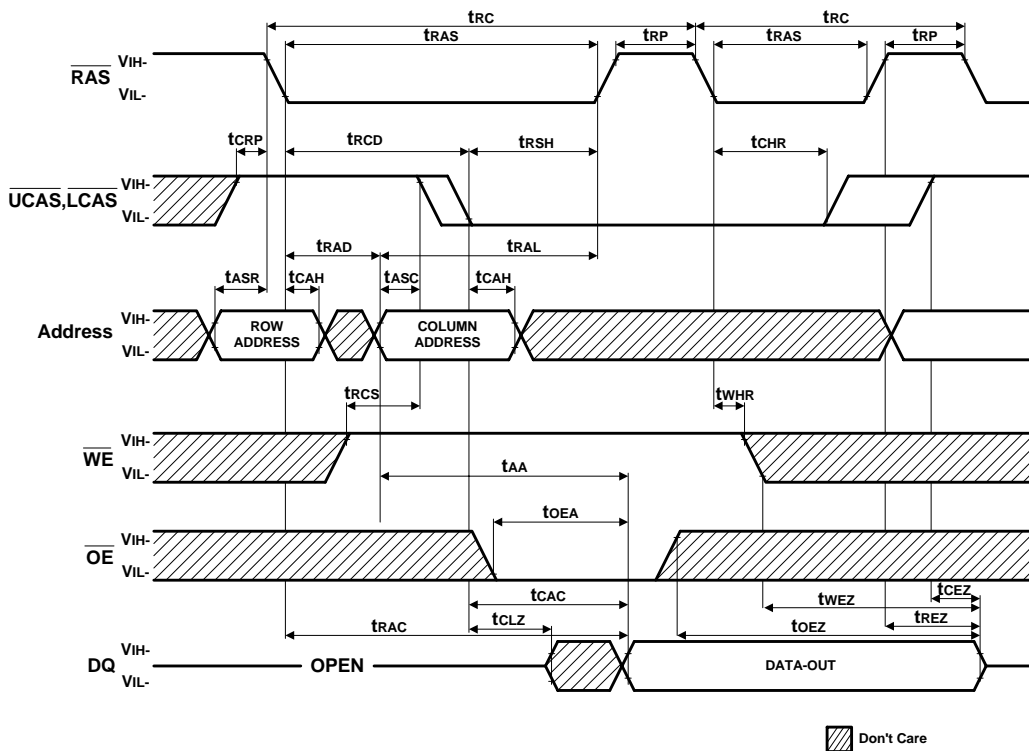 tRC tRC
tRAS tRP tRAS tRP
RAS VIH-
VIL-
tCRP tRCD tRSH tCHR
UCAS,LCAS VIH-
VIL-
tRAD tRAL
tASR tCAH tASC tCAH
Address VIH-
VIL-
ROW
ADDRESS
COLUMN
ADDRESS
tRCS tWHR
WE VIH-
VIL-
tAA
tOEA
OE VIH-
VIL-
tCAC tCEZ
tWEZ
tCLZ tREZ
tRAC tOEZ
DQ VIH-
VIL-
OPEN DATA-OUT
Don't Care